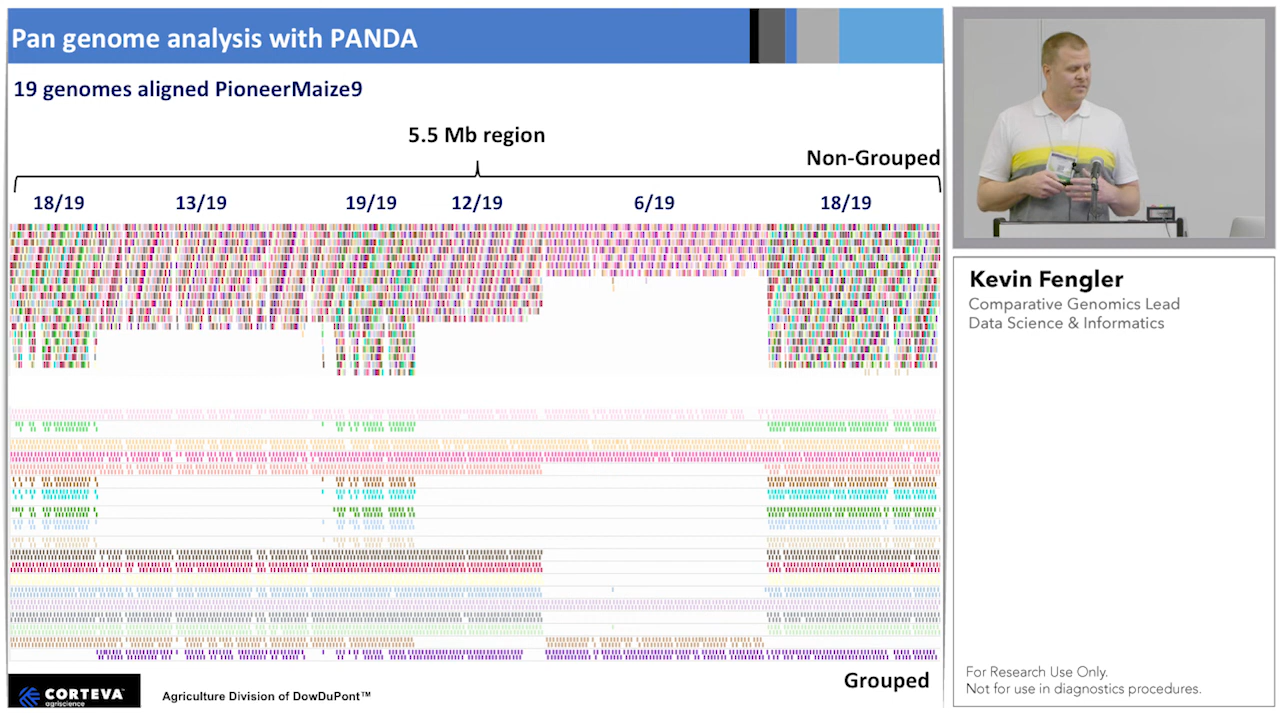 Pan genome analysis with PANDA
19 genomes aligned PioneerMaize9
5.5 Mb region
Non-Grouped
18/19 13/19 19/19 12/19 6/19 18/19
Grouped
CORTEVA™
agriscience
Agriculture Division of DowDuPont™
Kevin Fengler
Comparative Genomics Lead
Data Science & Informatics
For Research Use Only.
Not for use in diagnostics procedures.